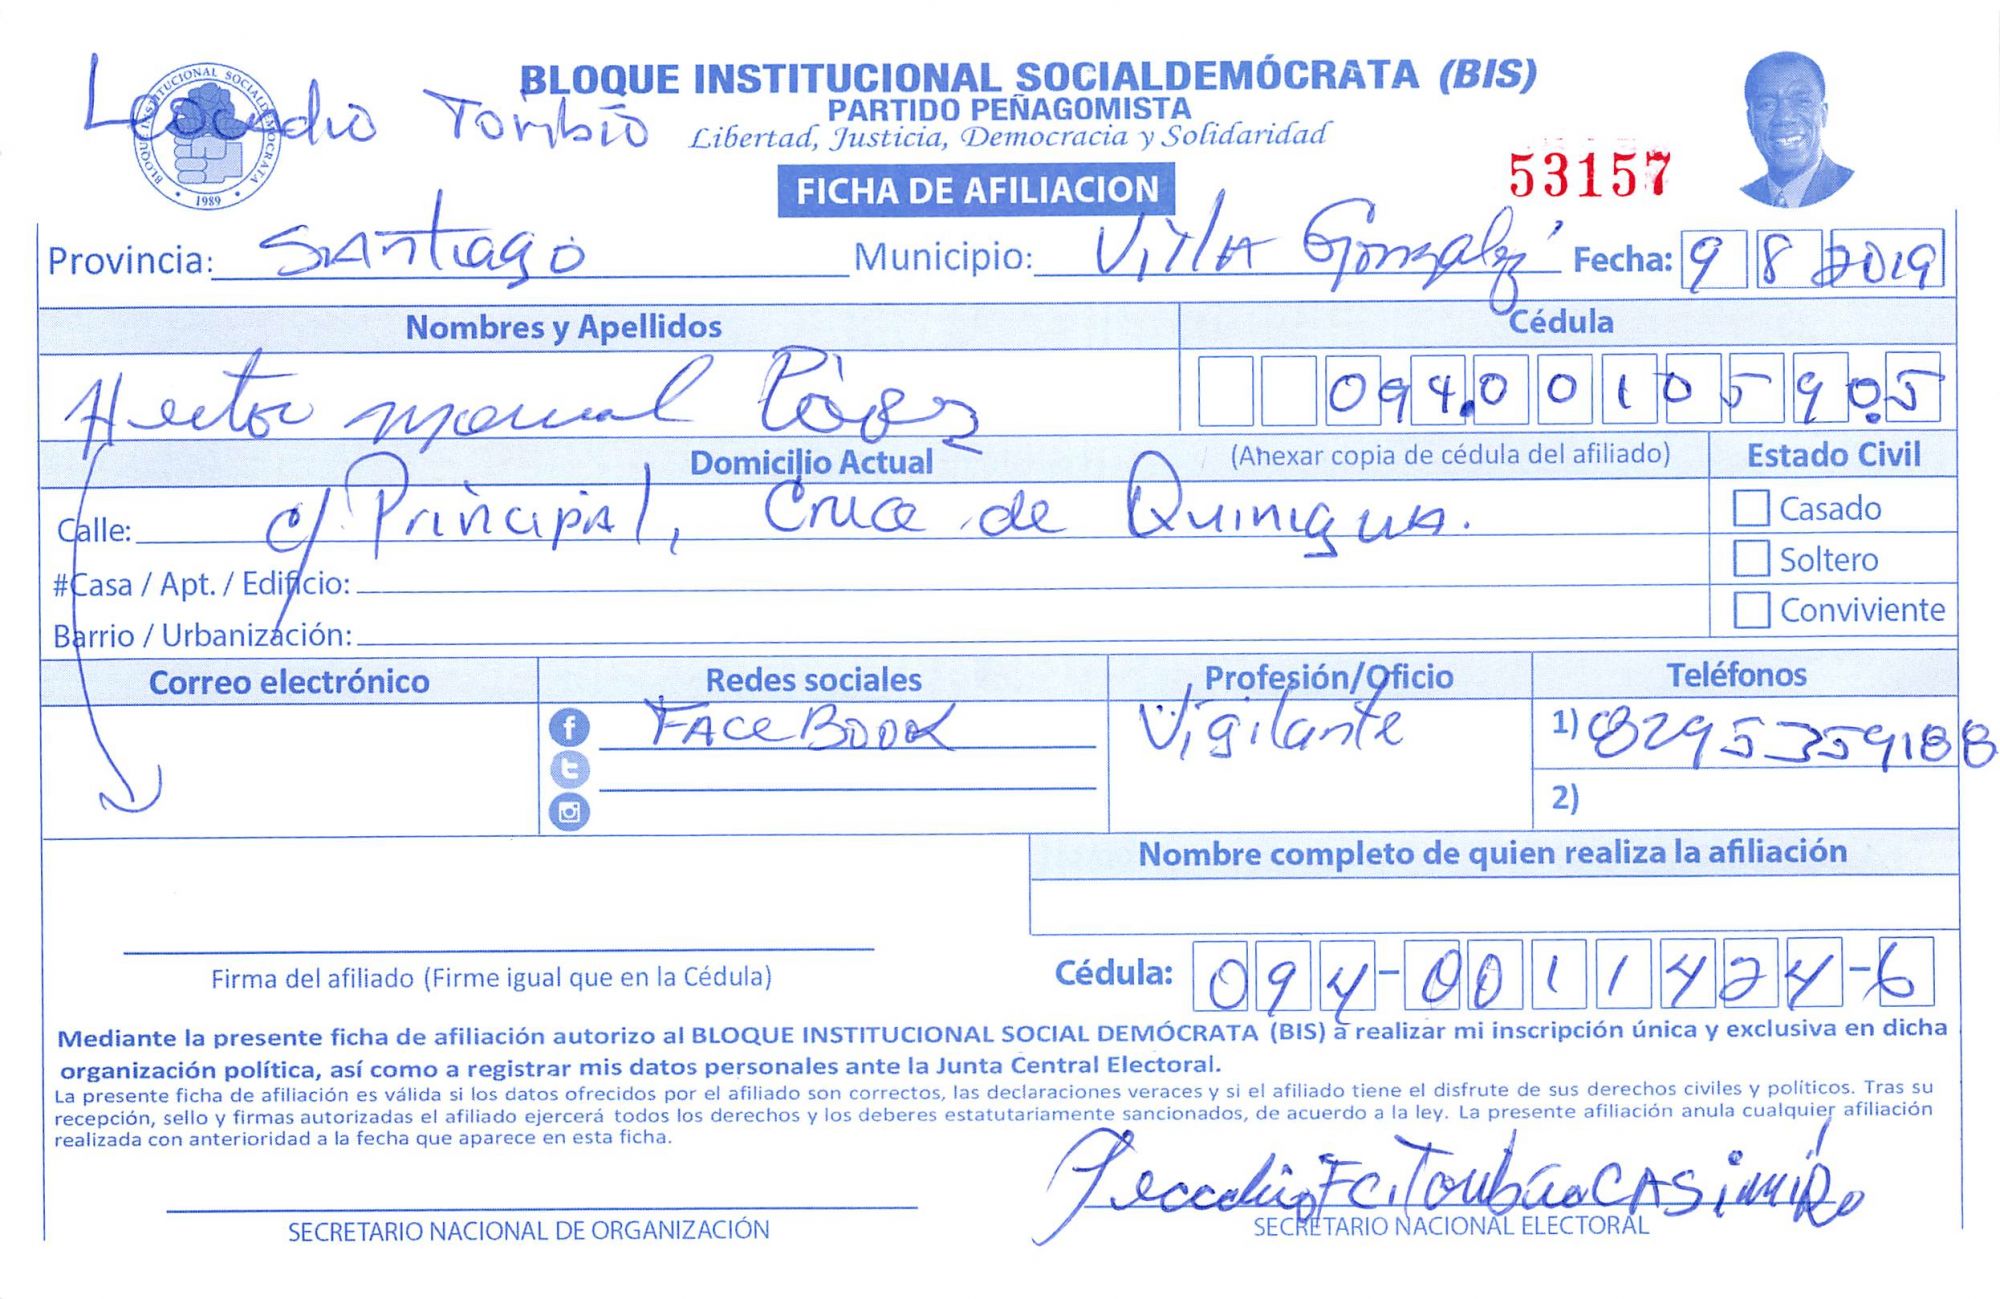 BLOQUE INSTITUCIONAL SOCIALDEMÓCRATA (BIS)
PARTIDO PEÑAGOMISTA
Toribio
Libertad, Justicia, Democracia y Solidaridad
BLOQUE INSTITUCIONAL SOCIALDEMOCRATA
1989
53157
FICHA DE AFILIACION
Provincia: SANtiago Municipio: Villa Gonzalez Fecha: 9 8 2019
Nombres y Apellidos Cédula
Hector manuel 094.0010590.5
Domicilio Actual (Anexar copia de cédula del afiliado) Estado Civil
Calle: c/ Principal, Cruce de Quinigua. Casado
#Casa / Apt. / Edificio: Soltero
Barrio / Urbanización: Conviviente
Correo electrónico Redes sociales Profesión/Oficio Teléfonos
FACEBOOK Vigilante 1) 8295359188
2)
Nombre completo de quien realiza la afiliación
Cédula: 094-0011424-6
Firma del afiliado (Firme igual que en la Cédula)
Mediante la presente ficha de afiliación autorizo al BLOQUE INSTITUCIONAL SOCIAL DEMÓCRATA (BIS) a realizar mi inscripción única y exclusiva en dicha
organización política, así como a registrar mis datos personales ante la Junta Central Electoral.
La presente ficha de afiliación es válida si los datos ofrecidos por el afiliado son correctos, las declaraciones veraces y si el afiliado tiene el disfrute de sus derechos civiles y políticos. Tras su
recepción, sello y firmas autorizadas el afiliado ejercerá todos los derechos y los deberes estatutariamente sancionados, de acuerdo a la ley. La presente afiliación anula cualquier afiliación
realizada con anterioridad a la fecha que aparece en esta ficha.
CASimiRo
SECRETARIO NACIONAL DE ORGANIZACIÓN SECRETARIO NACIONAL ELECTORAL